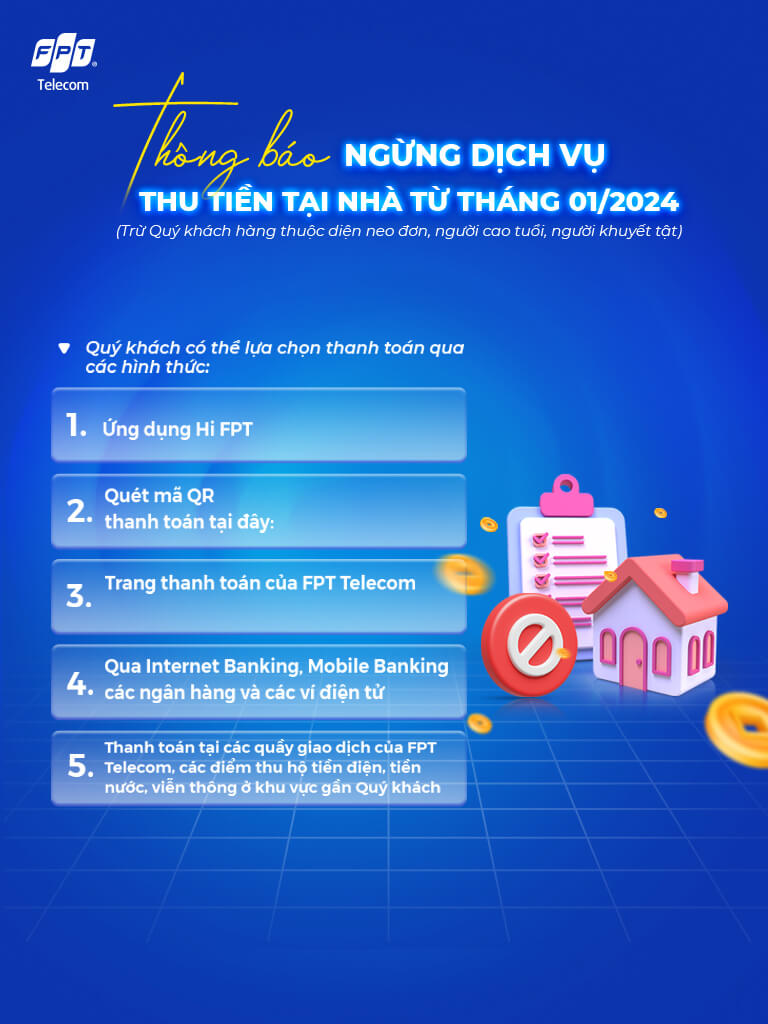 FPT
Telecom
Thông báo NGỪNG DỊCH VỤ
THU TIỀN TẠI NHÀ TỪ THÁNG 01/2024
(Trừ Quý khách hàng thuộc diện neo đơn, người cao tuổi, người khuyết tật)
Quý khách có thể lựa chọn thanh toán qua
các hình thức:
1. Ứng dụng Hi FPT
2. Quét mã QR
thanh toán tại đây:
3. Trang thanh toán của FPT Telecom
4. Qua Internet Banking, Mobile Banking
các ngân hàng và các ví điện tử
5. Thanh toán tại các quầy giao dịch của FPT
Telecom, các điểm thu hộ tiền điện, tiền
nước, viễn thông ở khu vực gần Quý khách